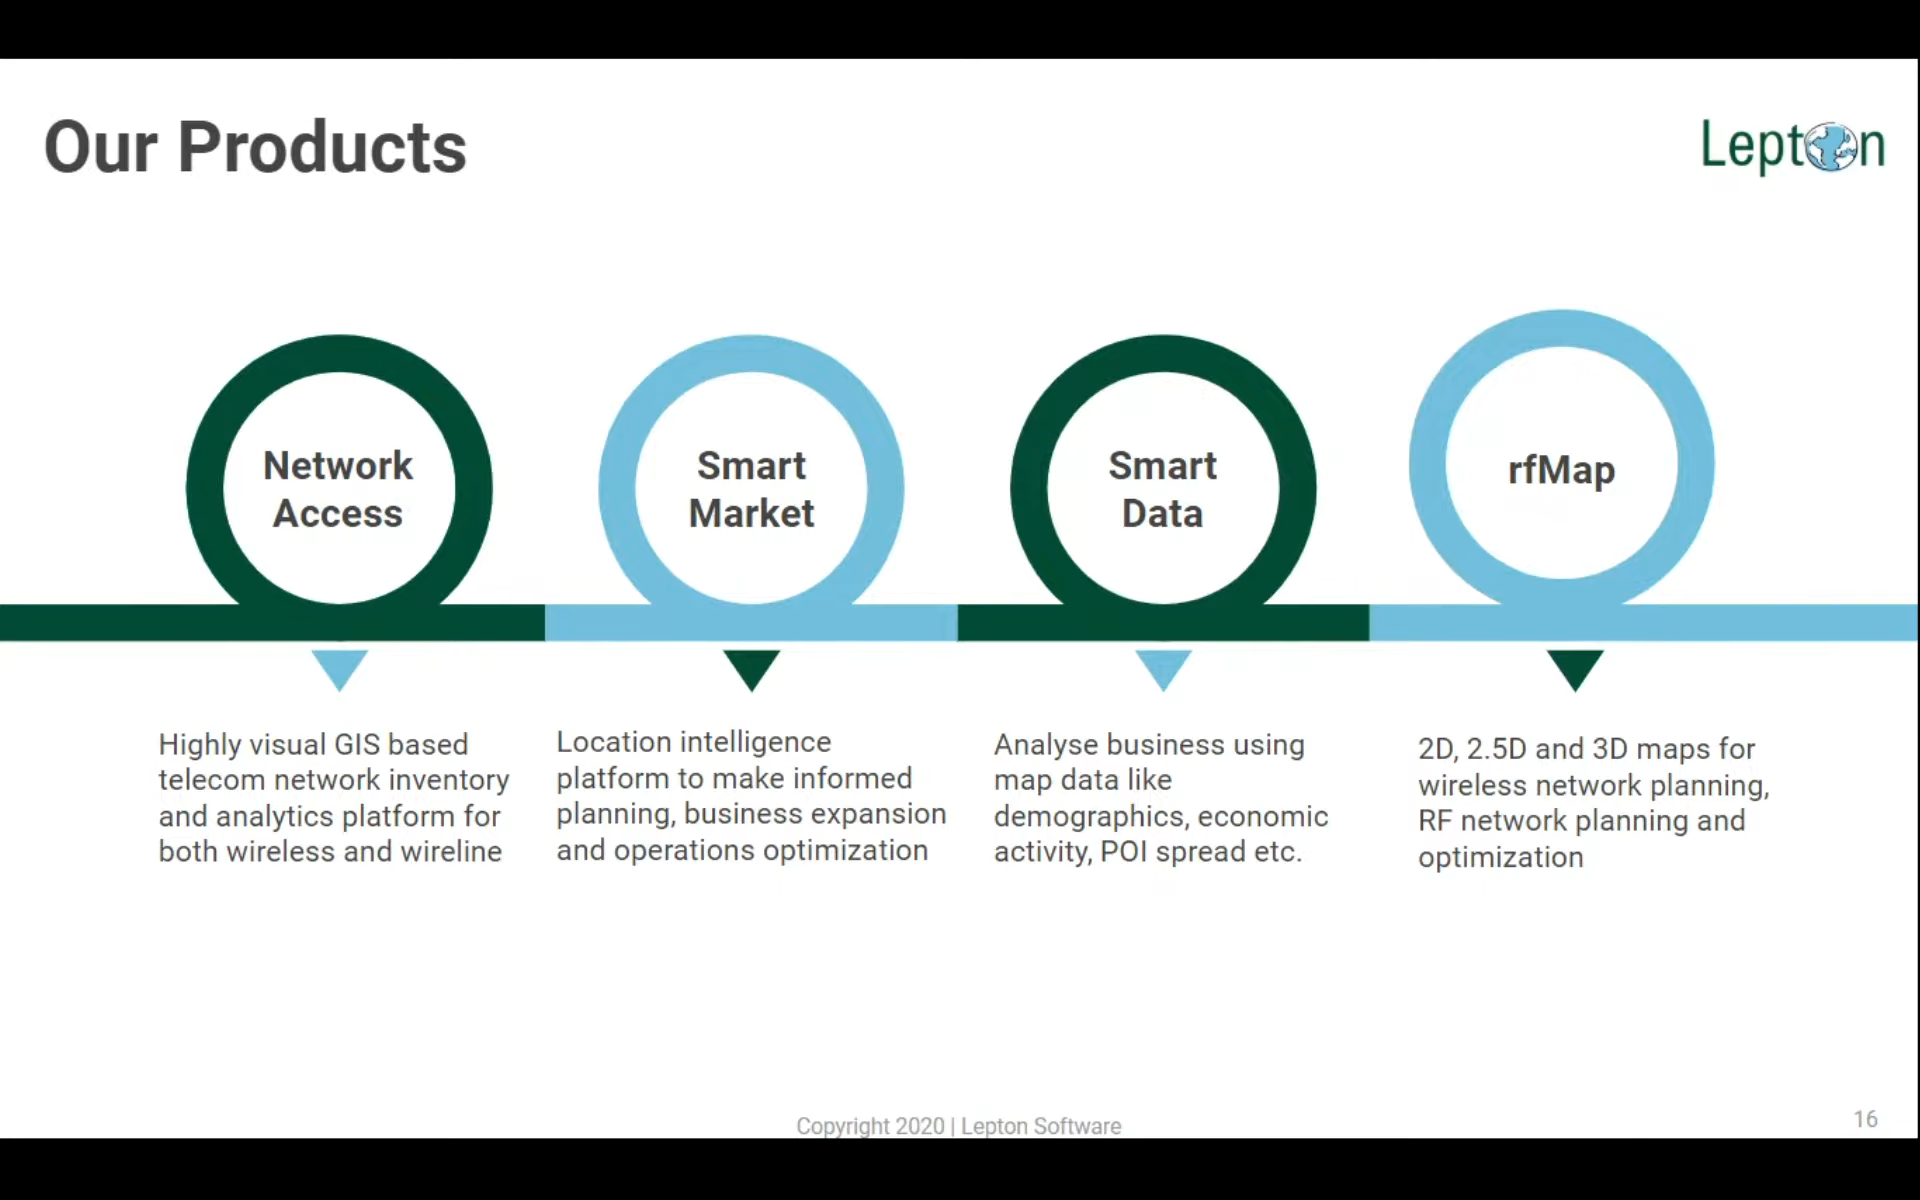 Our Products
Lepton
Network
Access
Smart
Market
Smart
Data
rfMap
Highly visual GIS based
telecom network inventory
and analytics platform for
both wireless and wireline
Location intelligence
platform to make informed
planning, business expansion
and operations optimization
Analyse business using
map data like
demographics, economic
activity, POI spread etc.
2D, 2.5D and 3D maps for
wireless network planning,
RF network planning and
optimization
Copyright 2020 | Lepton Software
16